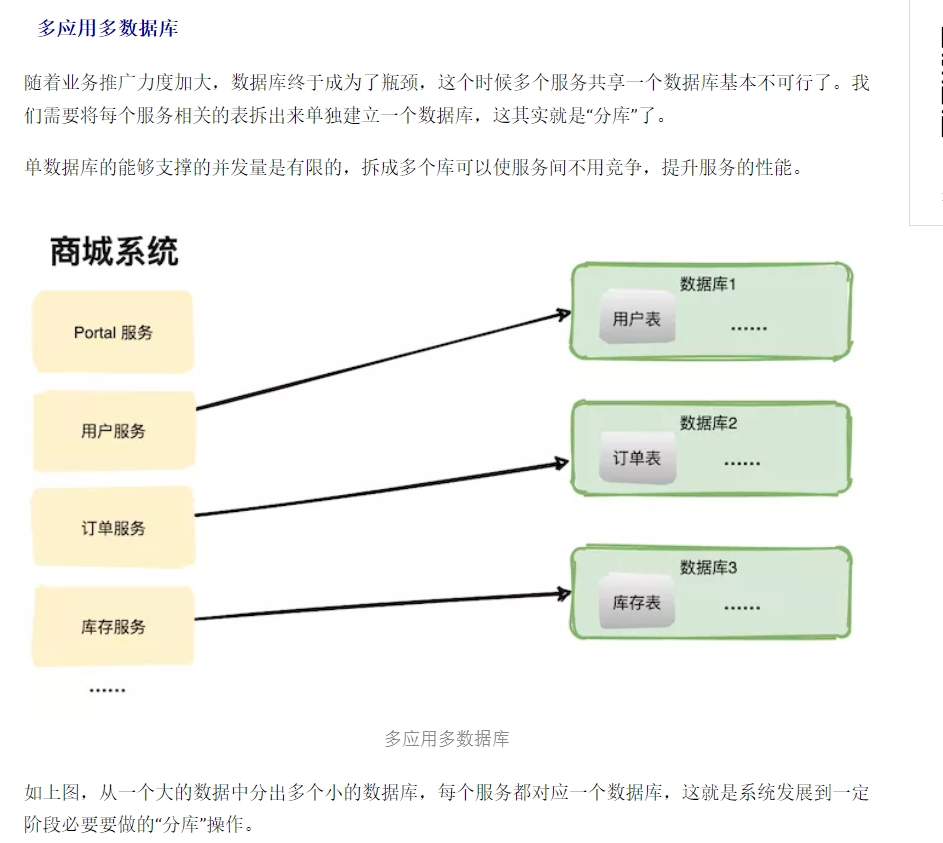 多应用多数据库
随着业务推广力度加大，数据库终于成为了瓶颈，这个时候多个服务共享一个数据库基本不可行了。我
们需要将每个服务相关的表拆出来单独建立一个数据库，这其实就是“分库”了。
单数据库的能够支撑的并发量是有限的，拆成多个库可以使服务间不用竞争，提升服务的性能。
商城系统
Portal 服务
用户服务
订单服务
库存服务
......
数据库1
用户表
......
数据库2
订单表
......
数据库3
库存表
......
多应用多数据库
如上图，从一个大的数据中分出多个小的数据库，每个服务都对应一个数据库，这就是系统发展到一定
阶段必要要做的“分库”操作。